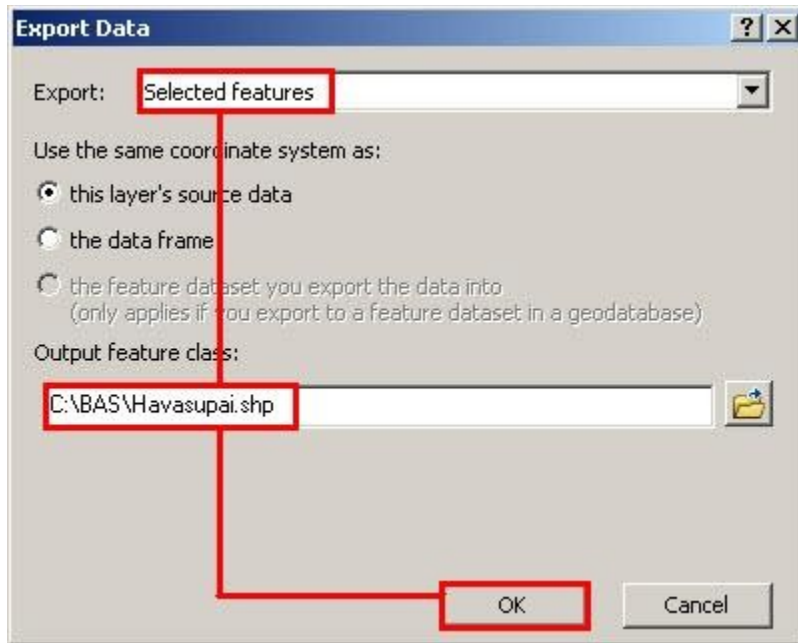 Export Data
Export: Selected features
Use the same coordinate system as:
this layer's source data
the data frame
the feature dataset you export the data into
(only applies if you export to a feature dataset in a geodatabase)
Output feature class:
C:\BAS\Havasupai.shp
OK Cancel